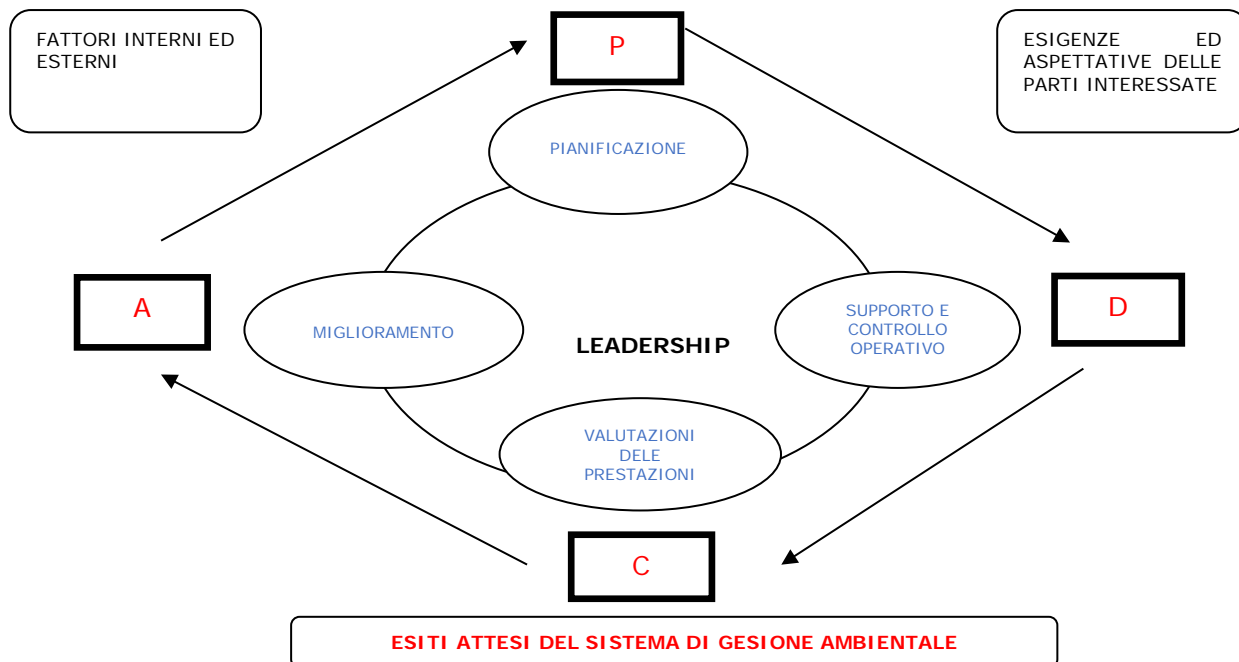 FATTORI INTERNI ED
ESTERNI
P
ESIGENZE ED
ASPETTATIVE DELLE
PARTI INTERESSATE
PIANIFICAZIONE
A
MIGLIORAMENTO
LEADERSHIP
SUPPORTO E
CONTROLLO
OPERATIVO
D
VALUTAZIONI
DELE
PRESTAZIONI
C
ESITI ATTESI DEL SISTEMA DI GESIONE AMBIENTALE